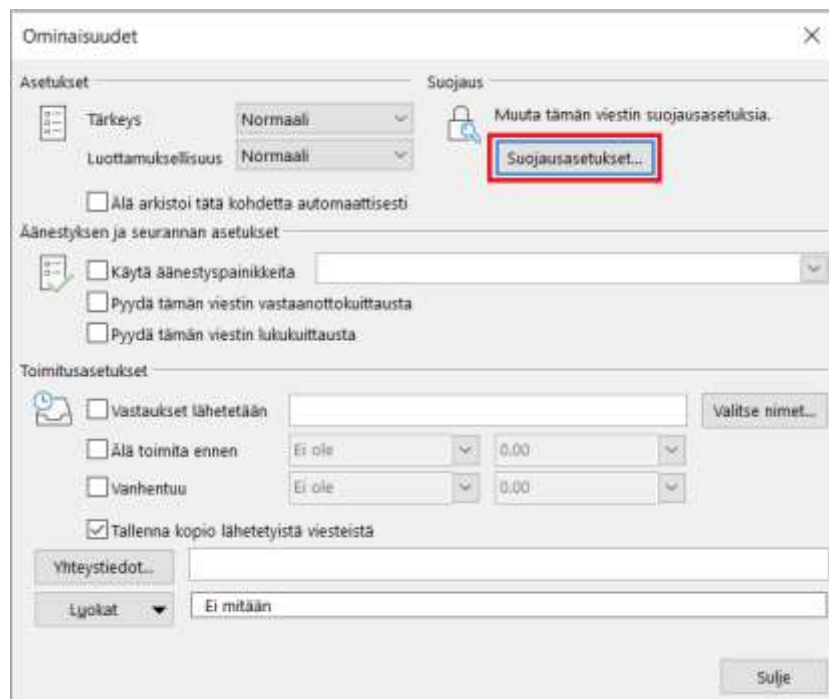 Ominaisuudet
Asetukset
Suojaus
Tärkeys Normaali
Muuta tämän viestin suojausasetuksia.
Luottamuksellisuus Normaali
Suojausasetukset...
Älä arkistoi tätä kohdetta automaattisesti
Äänestyksen ja seurannan asetukset
Käytä äänestyspainikkeita
Pyydä tämän viestin vastaanottokuittausta
Pyydä tämän viestin lukukuittausta
Toimitusasetukset
Vastaukset lähetetään
Valitse nimet...
Älä toimita ennen Ei ole 0.00
Vanhentuu Ei ole 0.00
Tallenna kopio lähetetyistä viesteistä
Yhteystiedot...
Luokat Ei mitään
Sulje